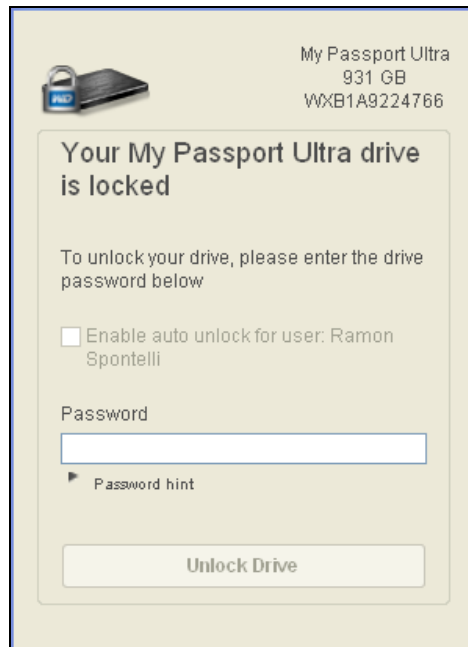 My Passport Ultra
931 GB
WXB1A9224766
WD
Your My Passport Ultra drive
is locked
To unlock your drive, please enter the drive
password below
Enable auto unlock for user: Ramon
Spontelli
Password
Password hint
Unlock Drive